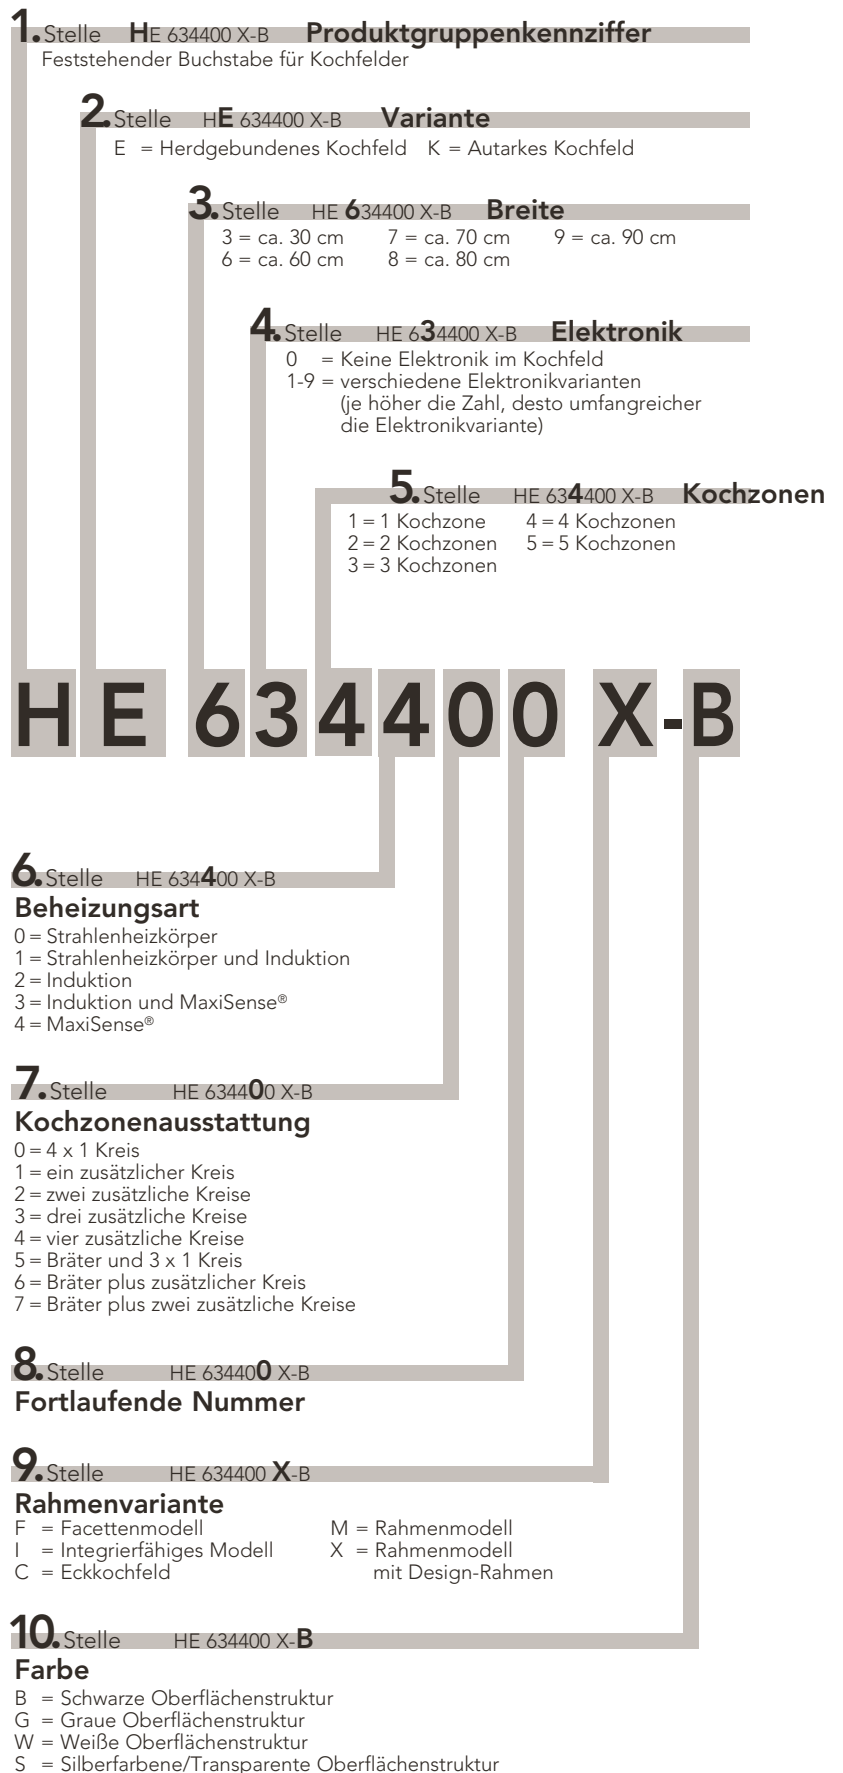 1. Stelle HE 634400 X-B Produktgruppenkennziffer
Feststehender Buchstabe für Kochfelder
2. Stelle HE 634400 X-B Variante
E = Herdgebundenes Kochfeld K = Autarkes Kochfeld
3. Stelle HE 634400 X-B Breite
3 = ca. 30 cm 7 = ca. 70 cm 9 = ca. 90 cm
6 = ca. 60 cm 8 = ca. 80 cm
4. Stelle HE 634400 X-B Elektronik
0 = Keine Elektronik im Kochfeld
1-9 = verschiedene Elektronikvarianten
(je höher die Zahl, desto umfangreicher
die Elektronikvariante)
5. Stelle HE 634400 X-B Kochzonen
1 = 1 Kochzone 4 = 4 Kochzonen
2 = 2 Kochzonen 5 = 5 Kochzonen
3 = 3 Kochzonen
HE 634400 X-B
6. Stelle HE 634400 X-B
Beheizungsart
0 = Strahlenheizkörper
1 = Strahlenheizkörper und Induktion
2 = Induktion
3 = Induktion und MaxiSense®
4 = MaxiSense®
7. Stelle HE 634400 X-B
Kochzonenausstattung
0 = 4 x 1 Kreis
1 = ein zusätzlicher Kreis
2 = zwei zusätzliche Kreise
3 = drei zusätzliche Kreise
4 = vier zusätzliche Kreise
5 = Bräter und 3 x 1 Kreis
6 = Bräter plus zusätzlicher Kreis
7 = Bräter plus zwei zusätzliche Kreise
8. Stelle HE 634400 X-B
Fortlaufende Nummer
9. Stelle HE 634400 X-B
Rahmenvariante
F = Facettenmodell M = Rahmenmodell
I = Integrierfähiges Modell X = Rahmenmodell
C = Eckkochfeld mit Design-Rahmen
10. Stelle HE 634400 X-B
Farbe
B = Schwarze Oberflächenstruktur
G = Graue Oberflächenstruktur
W = Weiße Oberflächenstruktur
S = Silberfarbene/Transparente Oberflächenstruktur